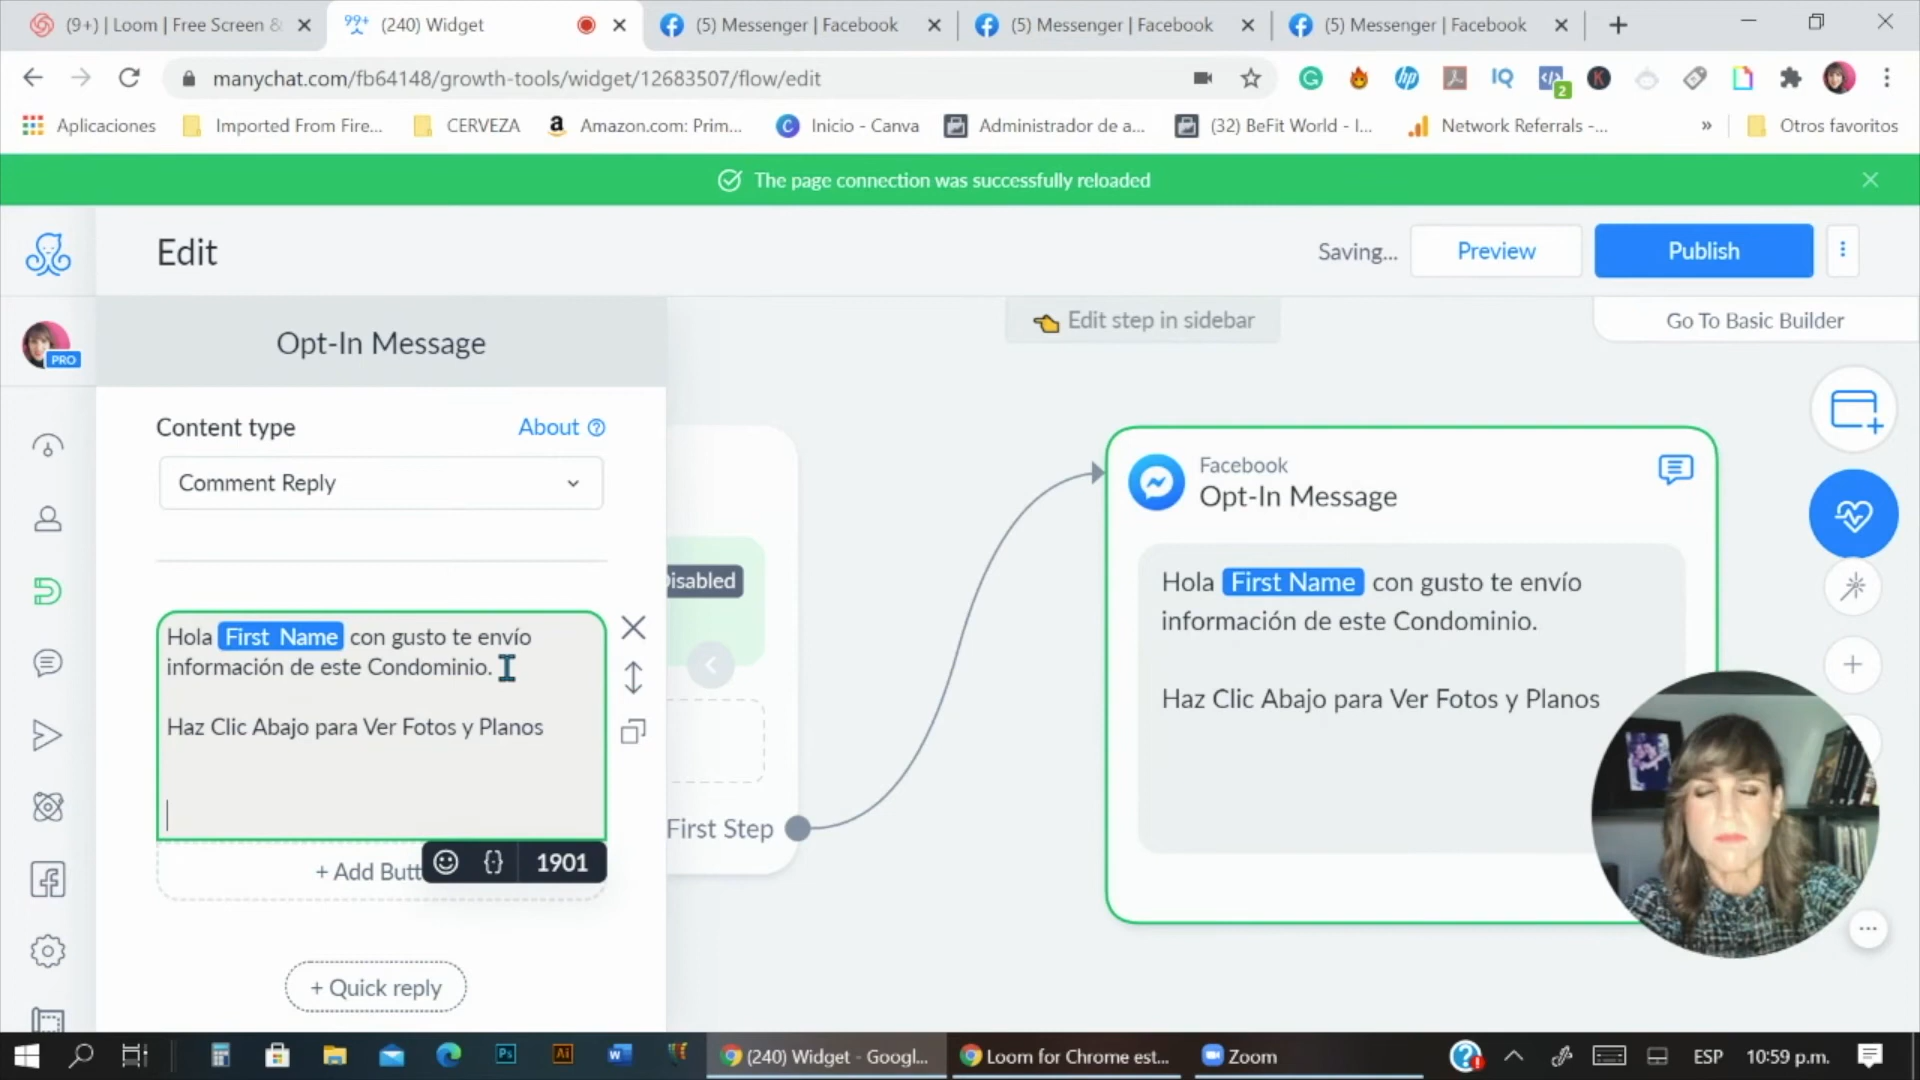 (9+) | Loom | Free Screen &
99+
(240) Widget
(5) Messenger | Facebook
(5) Messenger | Facebook
(5) Messenger | Facebook
manychat.com/fb64148/growth-tools/widget/12683507/flow/edit
IQ
2
K
Aplicaciones
Imported From Fire...
CERVEZA
Amazon.com: Prim...
Inicio - Canva
Administrador de a...
(32) BeFit World - I...
Network Referrals -...
»
Otros favoritos
The page connection was successfully reloaded
Edit
Saving...
Preview
Publish
PRO
Opt-In Message
Edit step in sidebar
Go To Basic Builder
Content type
About
Comment Reply
Hola First Name con gusto te envío
información de este Condominio.
Haz Clic Abajo para Ver Fotos y Planos
1901
+ Add Butt
+ Quick reply
isabled
First Step
Facebook
Opt-In Message
Hola First Name con gusto te envío
información de este Condominio.
Haz Clic Abajo para Ver Fotos y Planos
Ps
Ai
(240) Widget - Googl...
Loom for Chrome est...
Zoom
ESP
10:59 p.m.